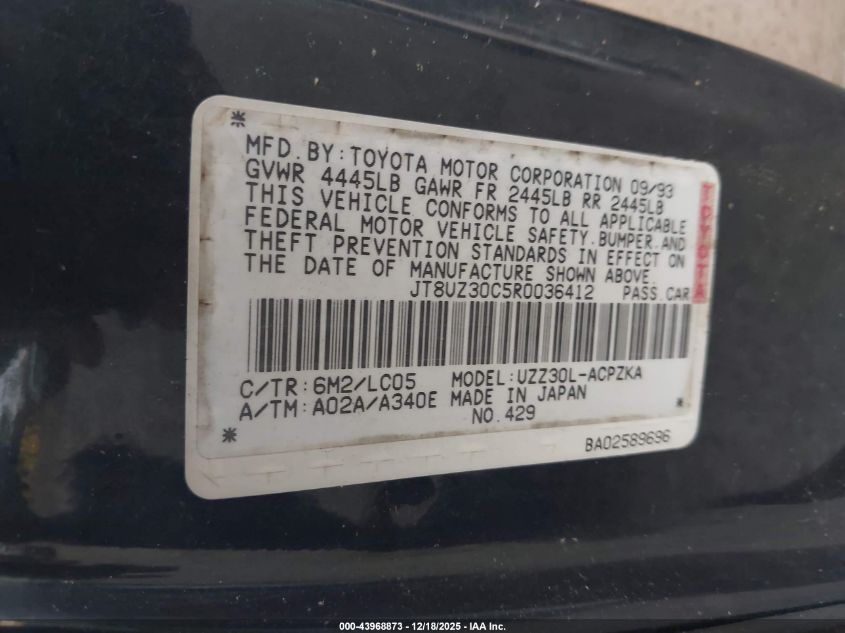 MFD. BY: TOYOTA MOTOR CORPORATION 09/93
GVWR 4445LB GAWR FR 2445LB RR 2445LB
THIS VEHICLE CONFORMS TO ALL APPLICABLE
FEDERAL MOTOR VEHICLE SAFETY. BUMPER. AND
THEFT PREVENTION STANDARDS IN EFFECT ON
THE DATE OF MANUFACTURE SHOWN ABOVE.
JT8UZ30C5R0036412 PASS. CAR
TOYOTA
C/TR: 6M2/LC05 MODEL: UZZ30L-ACPZKA
A/TM: A02A/A340E MADE IN JAPAN
NO. 429
BA02589696
000-43968873 - 12/18/2025 - IAA Inc.